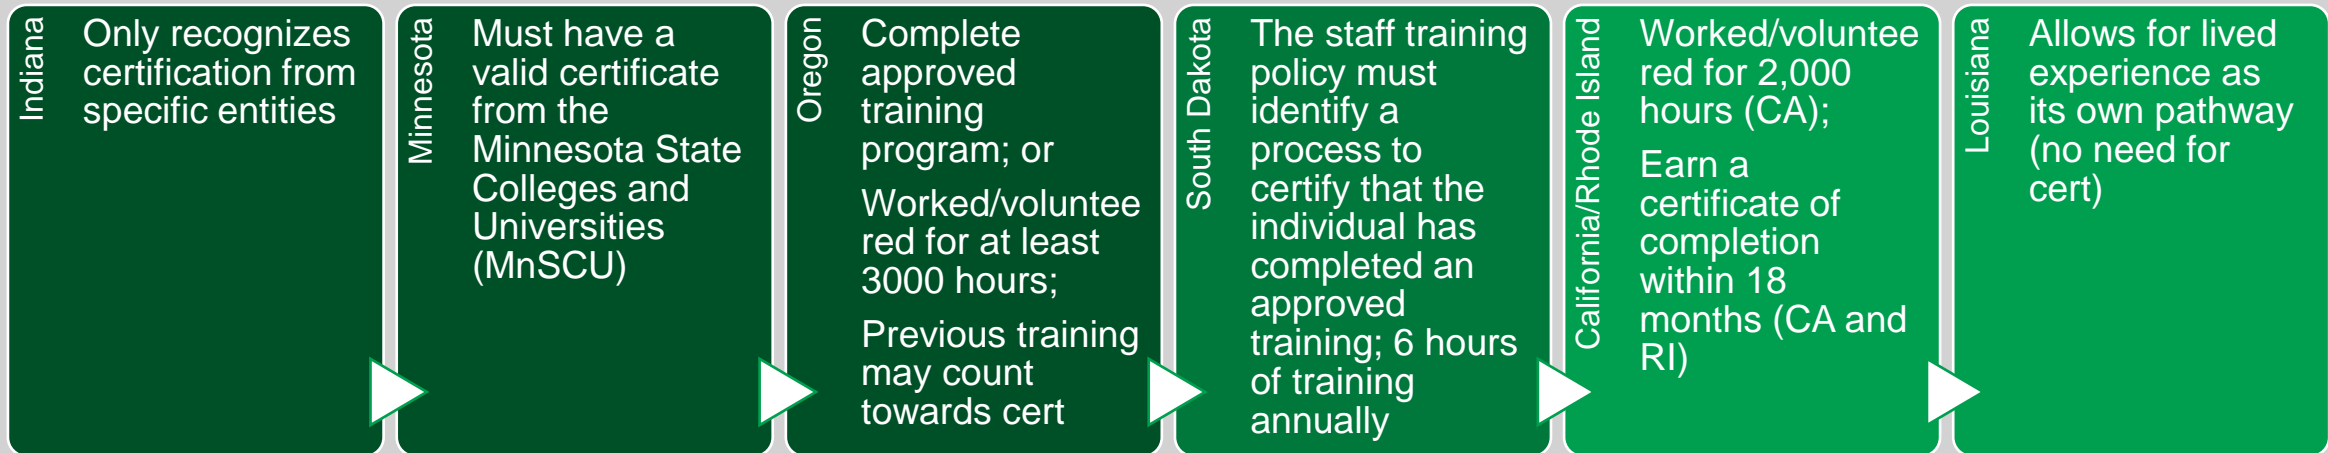 Indiana
Only recognizes
certification from
specific entities
Minnesota
Must have a
valid certificate
from the
Minnesota State
Colleges and
Universities
(MnSCU)
Oregon
Complete
approved
training
program; or
Worked/voluntee
red for at least
3000 hours;
Previous training
may count
towards cert
South Dakota
The staff training
policy must
identify a
process to
certify that the
individual has
completed an
approved
training; 6 hours
of training
annually
California/Rhode Island
Worked/voluntee
red for 2,000
hours (CA);
Earn a
certificate of
completion
within 18
months (CA and
RI)
Louisiana
Allows for lived
experience as
its own pathway
(no need for
cert)